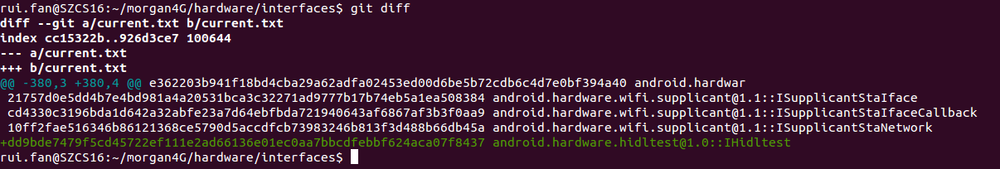 rui.fan@SZCS16:~/morgan4G/hardware/interfaces$ git diff
diff --git a/current.txt b/current.txt
index cc15322b..926d3ce7 100644
--- a/current.txt
+++ b/current.txt
@@ -380,3 +380,4 @@ e362203b941f18bd4cba29a62adfa02453ed00d6be5b72cdb6c4d7e0bf394a40 android.hardwar
 21757d0e5dd4b7e4bd981a4a20531bca3c32271ad9777b17b74eb5a1ea508384 android.hardware.wifi.supplicant@1.1::ISupplicantStaIface
 cd4330c3196bda1d642a32abfe23a7d64ebfbda721940643af6867af3b3f0aa9 android.hardware.wifi.supplicant@1.1::ISupplicantStaIfaceCallback
 10ff2fae516346b86121368ce5790d5accdfcb73983246b813f3d488b66db45a android.hardware.wifi.supplicant@1.1::ISupplicantStaNetwork
+dd9bde7479f5cd45722ef111e2ad66136e01ec0aa7bbcdfebbf624aca07f8437 android.hardware.hidltest@1.0::IHidltest
rui.fan@SZCS16:~/morgan4G/hardware/interfaces$